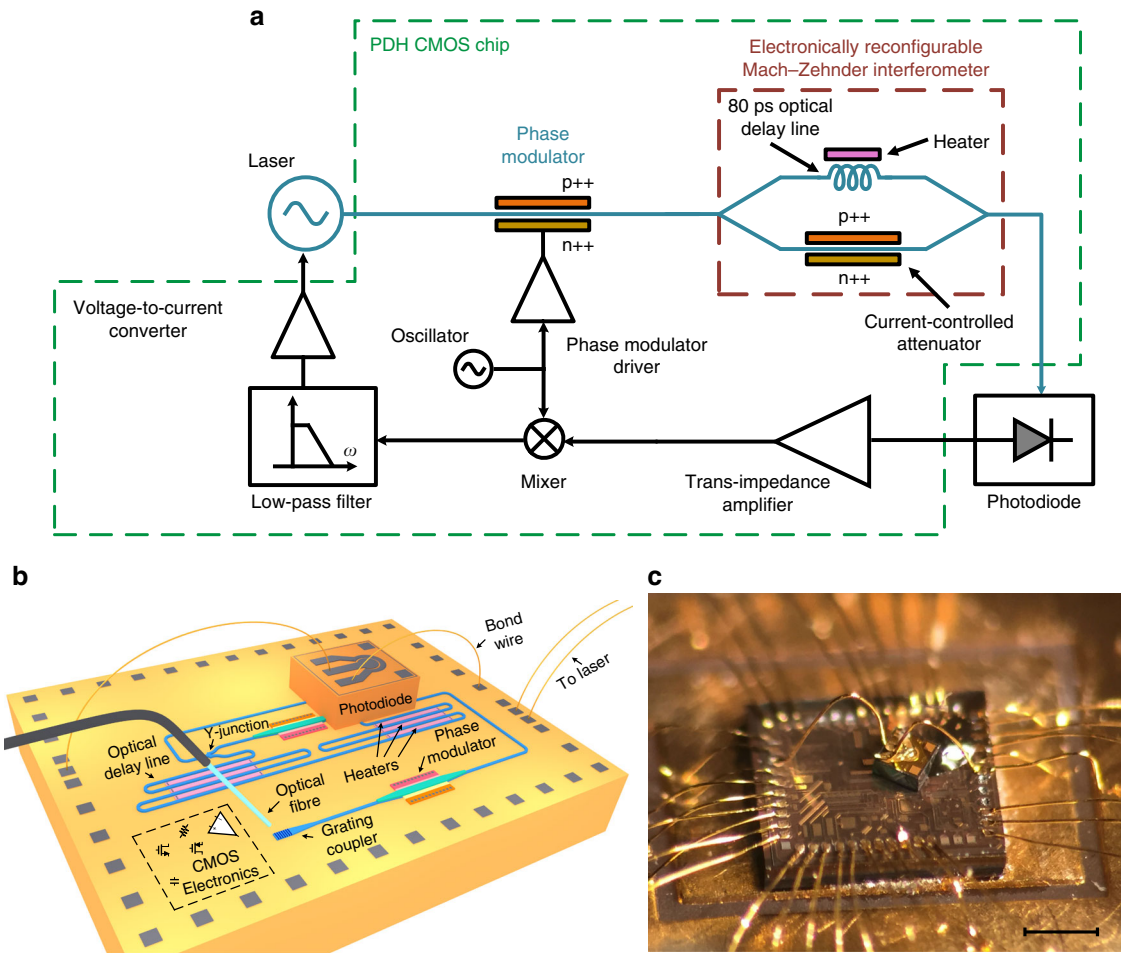 a
PDH CMOS chip
Electronically reconfigurable
Mach–Zehnder interferometer
80 ps optical
delay line
Heater
Phase
modulator
Laser
p++
n++
p++
n++
Voltage-to-current
converter
Oscillator
Phase modulator
driver
Current-controlled
attenuator
ω
Low-pass filter
Mixer
Trans-impedance
amplifier
Photodiode
b
Bond
wire
To laser
Photodiode
Y-junction
Optical
delay line
Heaters
Phase
modulator
Optical
fibre
Grating
coupler
CMOS
Electronics
c